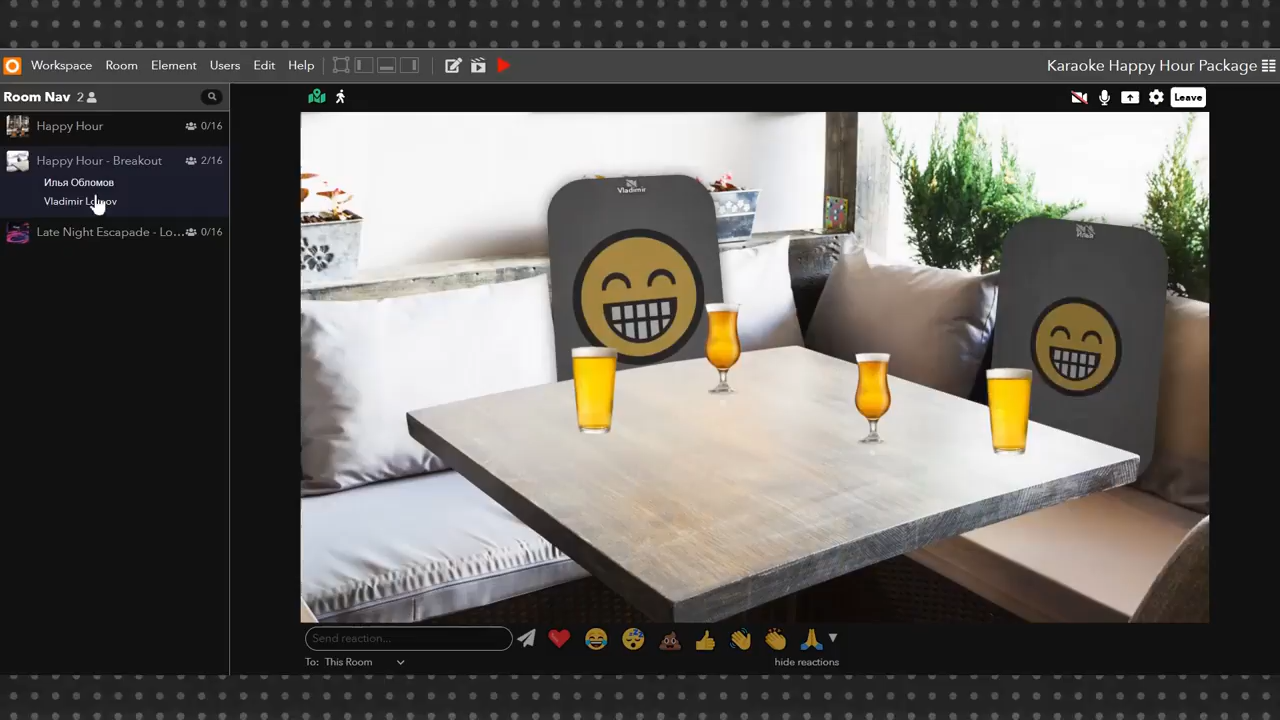 Workspace Room Element Users Edit Help
Karaoke Happy Hour Package
Room Nav 2
Leave
Happy Hour 0/16
Happy Hour - Breakout 2/16
Илья Обломов
Vladimir
Late Night Escapade - Lo... 0/16
Vladimir
Send reaction...
To: This Room
hide reactions